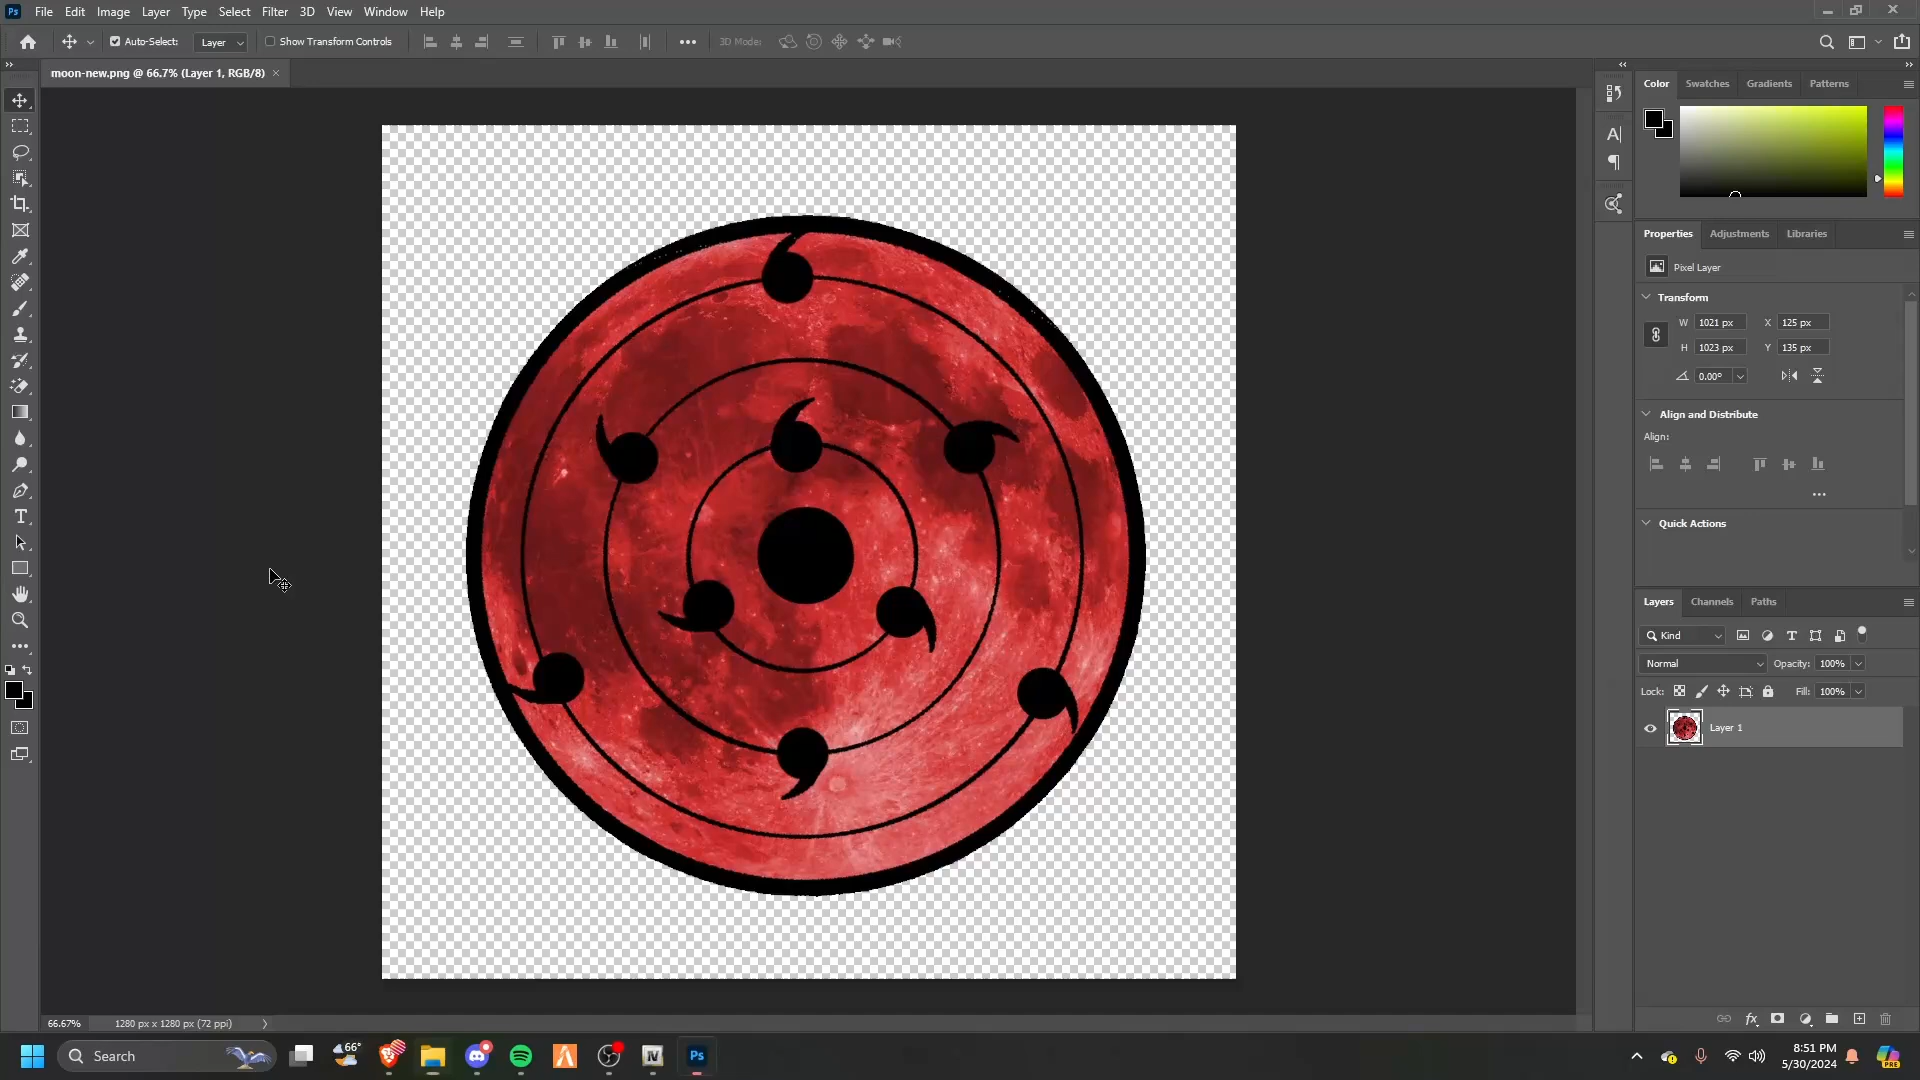 Ps File Edit Image Layer Type Select Filter 3D View Window Help
Auto-Select: Layer Show Transform Controls 3D Mode:
moon-new.png @ 66.7% (Layer 1, RGB/8)
Color Swatches Gradients Patterns
Properties Adjustments Libraries
Pixel Layer
Transform
W 1021 px X 125 px
H 1023 px Y 135 px
0.00°
Align and Distribute
Align:
Quick Actions
Layers Channels Paths
Kind
Normal Opacity: 100%
Lock: Fill: 100%
Layer 1
66.67% 1280 px x 1280 px (72 ppi)
Search
66°
Ps
8:51 PM
5/30/2024
PRE